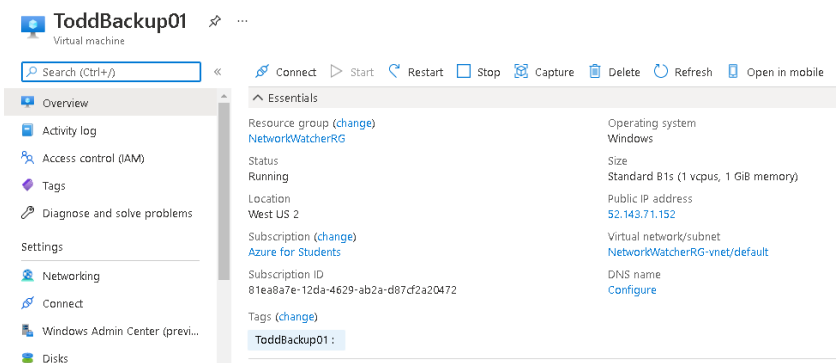 ToddBackup01
Virtual machine
Search (Ctrl+/)
Overview
Activity log
Access control (IAM)
Tags
Diagnose and solve problems
Settings
Networking
Connect
Windows Admin Center (previ...
Disks
Connect Start Restart Stop Capture Delete Refresh Open in mobile
Essentials
Resource group (change)
NetworkWatcherRG
Status
Running
Location
West US 2
Subscription (change)
Azure for Students
Subscription ID
81ea8a7e-12da-4629-ab2a-d87cf2a20472
Operating system
Windows
Size
Standard B1s (1 vcpus, 1 GiB memory)
Public IP address
52.143.71.152
Virtual network/subnet
NetworkWatcherRG-vnet/default
DNS name
Configure
Tags (change)
ToddBackup01 :